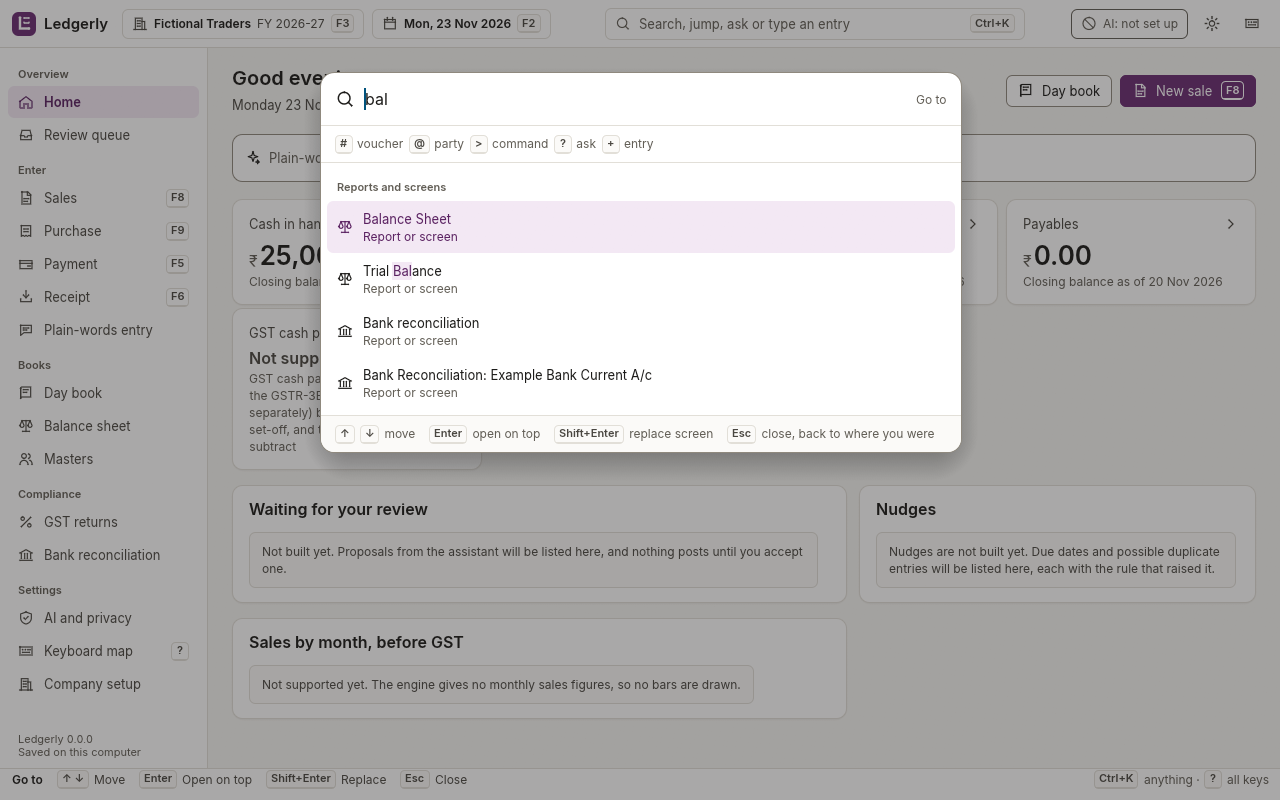 Ledgerly
Fictional Traders FY 2026-27 F3
Mon, 23 Nov 2026 F2
Search, jump, ask or type an entry Ctrl+K
AI: not set up
Overview
Home
Review queue
Enter
Sales F8
Purchase F9
Payment F5
Receipt F6
Plain-words entry
Books
Day book
Balance sheet
Masters
Compliance
GST returns
Bank reconciliation
Settings
AI and privacy
Keyboard map ?
Company setup
Ledgerly 0.0.0
Saved on this computer
Good
Monday 23
Day book
New sale F8
bal
Go to
# voucher @ party > command ? ask + entry
Reports and screens
Balance Sheet
Report or screen
Trial Balance
Report or screen
Bank reconciliation
Report or screen
Bank Reconciliation: Example Bank Current A/c
Report or screen
↑ ↓ move Enter open on top Shift+Enter replace screen Esc close, back to where you were
Cash in
₹25,0
Closing
Payables
₹0.00
Closing balance as of 20 Nov 2026
GST cash
Not
GST cash
the GSTR-3B
separately)
set-off, and
subtract
Waiting for your review
Not built yet. Proposals from the assistant will be listed here, and nothing posts until you accept
one.
Nudges
Nudges are not built yet. Due dates and possible duplicate
entries will be listed here, each with the rule that raised it.
Sales by month, before GST
Not supported yet. The engine gives no monthly sales figures, so no bars are drawn.
Go to ↑↓ Move Enter Open on top Shift+Enter Replace Esc Close
Ctrl+K anything · ? all keys